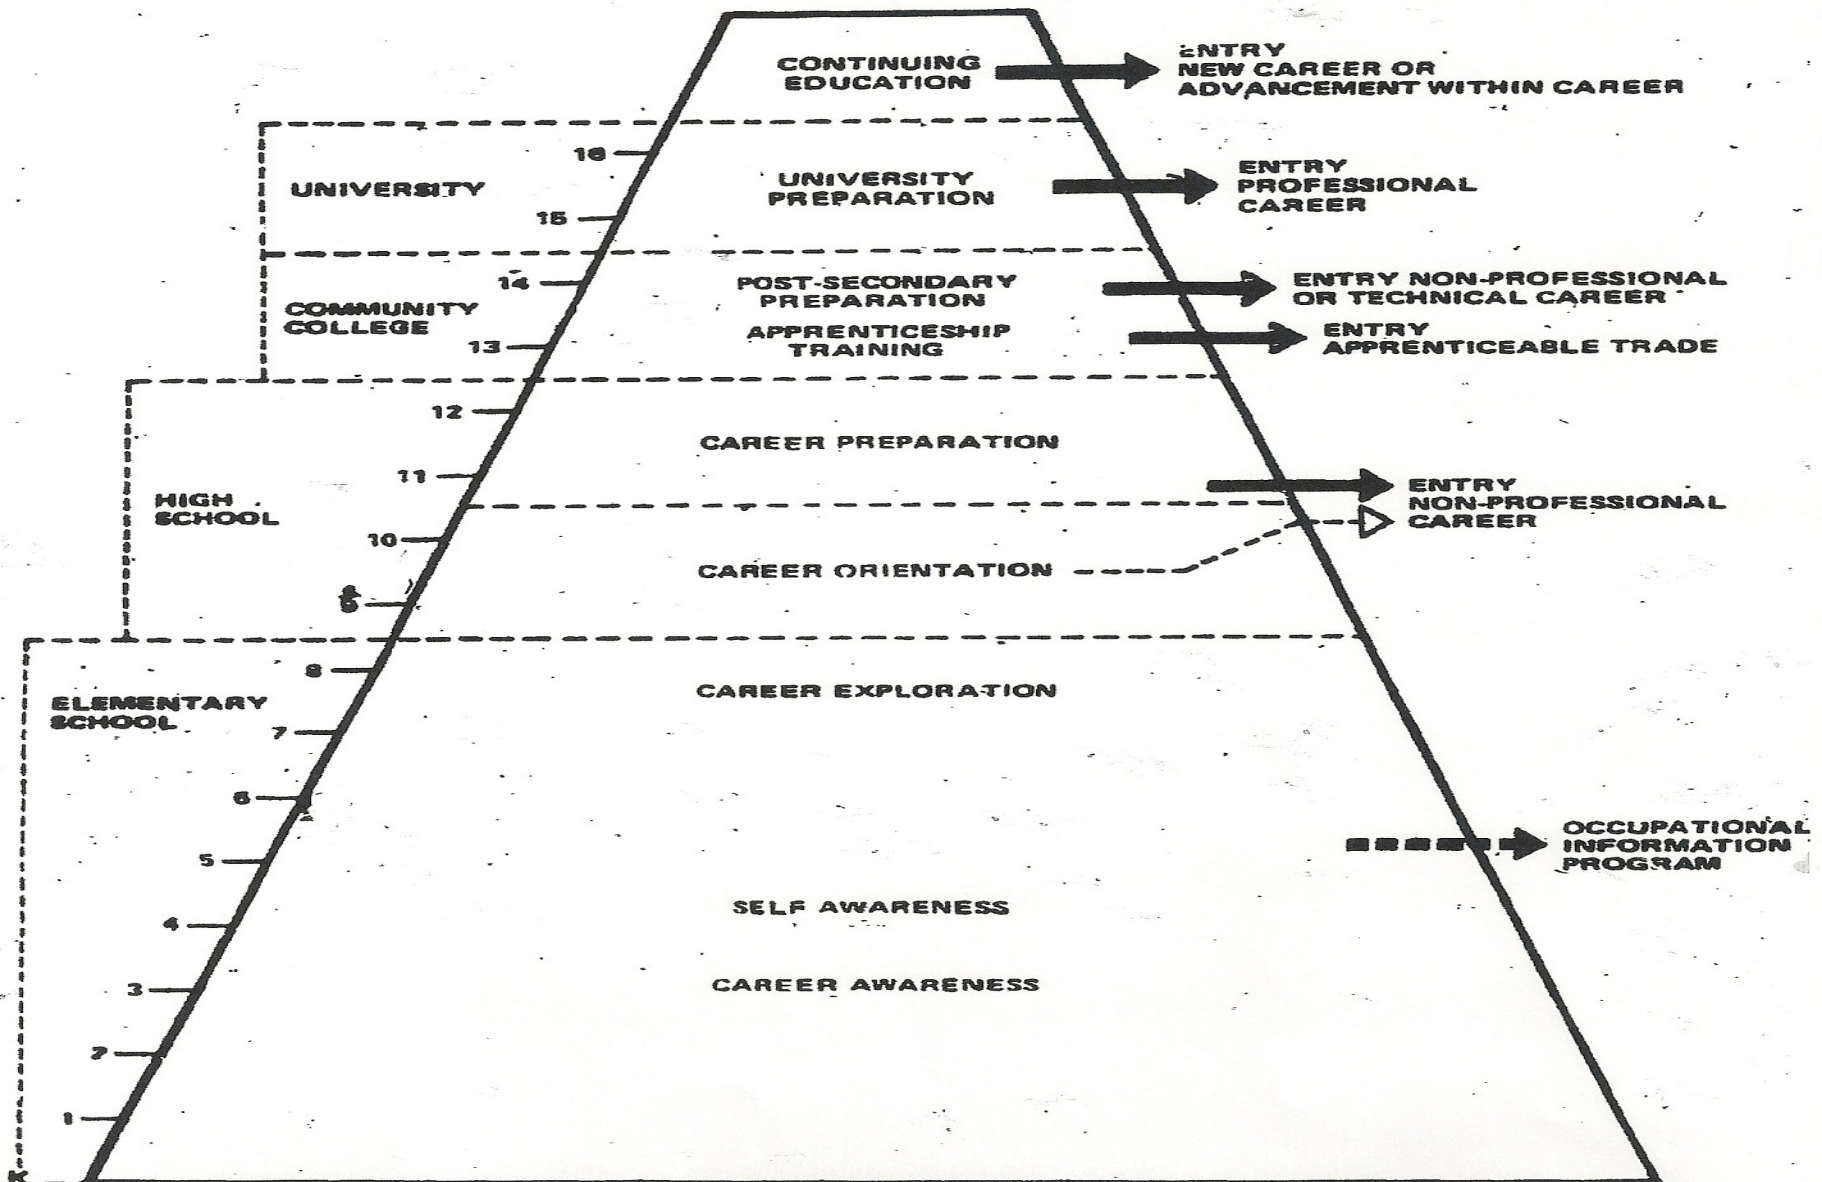 CONTINUING
EDUCATION
ENTRY
NEW CAREER OR
ADVANCEMENT WITHIN CAREER
16
UNIVERSITY
UNIVERSITY
PREPARATION
ENTRY
PROFESSIONAL
CAREER
15
14
POST-SECONDARY
PREPARATION
ENTRY NON-PROFESSIONAL
OR TECHNICAL CAREER
COMMUNITY
COLLEGE
13
APPRENTICESHIP
TRAINING
ENTRY
APPRENTICEABLE TRADE
12
CAREER PREPARATION
11
HIGH
SCHOOL
ENTRY
NON-PROFESSIONAL
CAREER
10
CAREER ORIENTATION
9
8
ELEMENTARY
SCHOOL
CAREER EXPLORATION
7
6
OCCUPATIONAL
INFORMATION
PROGRAM
5
SELF AWARENESS
4
CAREER AWARENESS
3
2
1
K